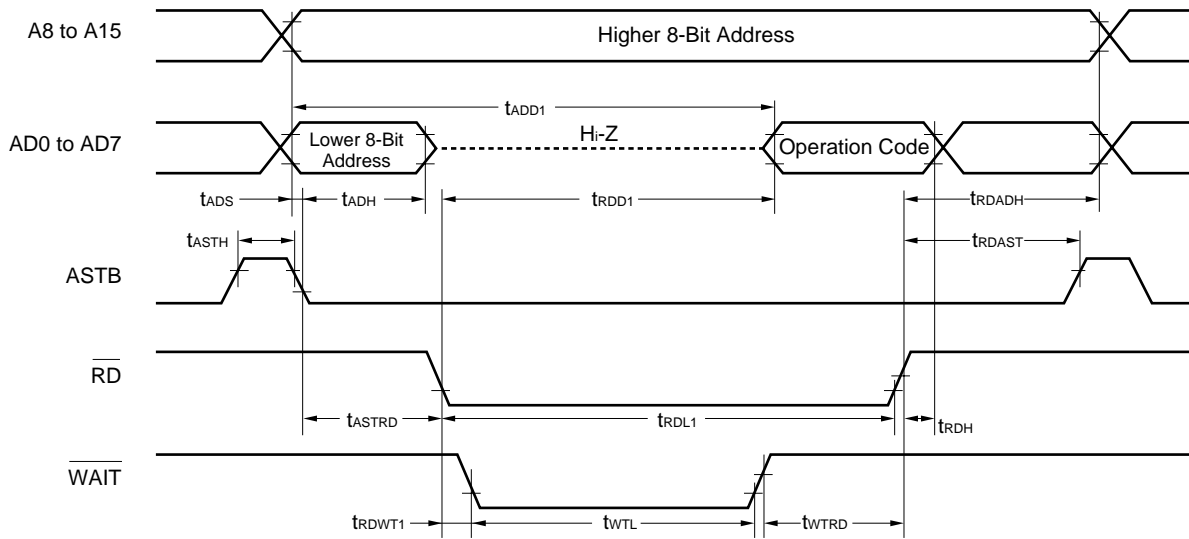 A8 to A15
Higher 8-Bit Address
tADD1
AD0 to AD7
Lower 8-Bit
Address
Hi-Z
Operation Code
tADS
tADH
tRDD1
tRDADH
tASTH
tRDAST
ASTB
RD
tASTRD
tRDL1
tRDH
WAIT
tRDWT1
tWTL
tWTRD